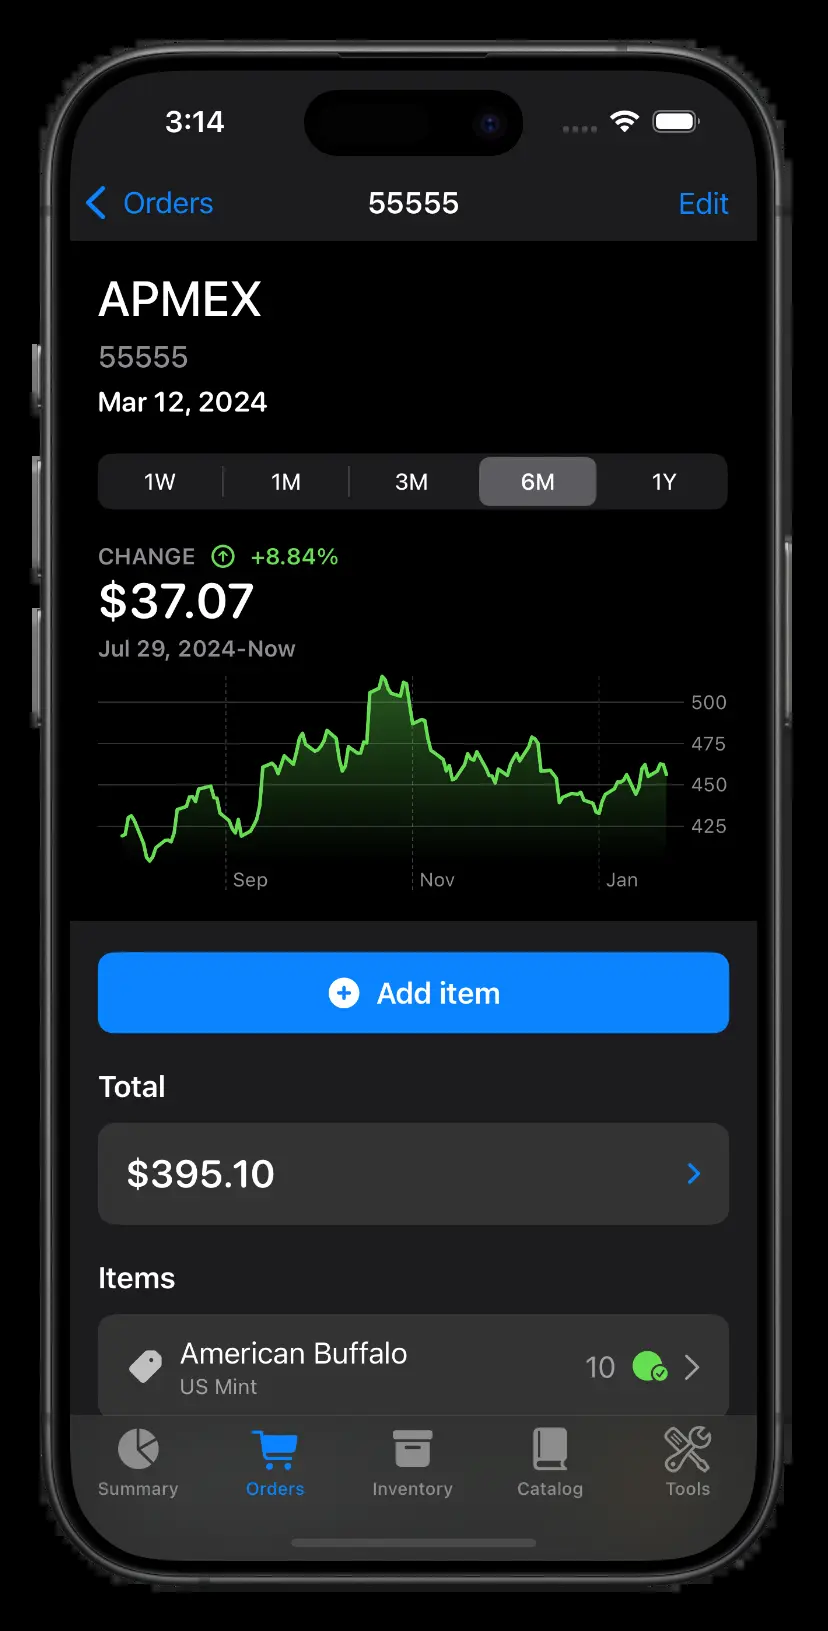 3:14
Orders 55555 Edit
APMEX
55555
Mar 12, 2024
1W 1M 3M 6M 1Y
CHANGE +8.84%
$37.07
Jul 29, 2024-Now
500
475
450
425
Sep Nov Jan
Add item
Total
$395.10
Items
American Buffalo 10
US Mint
Summary Orders Inventory Catalog Tools